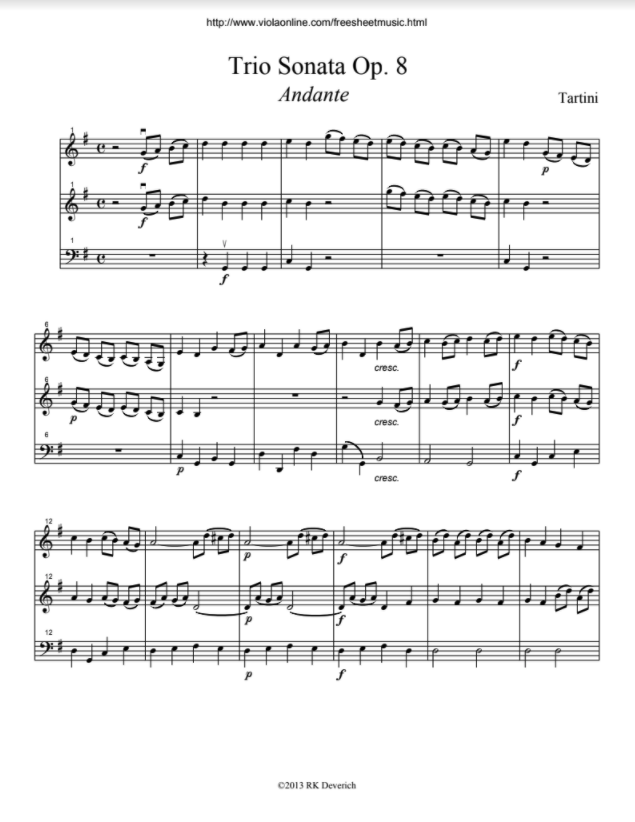 http://www.violaonline.com/freesheetmusic.html
Trio Sonata Op. 8
Andante
Tartini
1
f
p
1
f
1
f
6
cresc.
f
6
p
cresc.
f
6
p
cresc.
f
12
p
f
12
p
f
12
p
f
©2013 RK Deverich